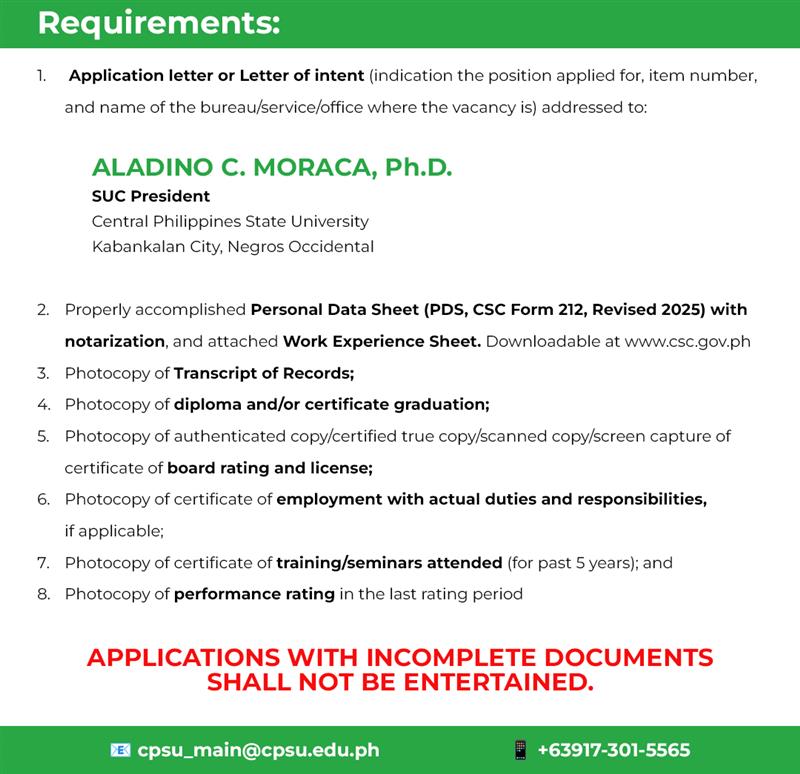 Requirements:
1. Application letter or Letter of intent (indication the position applied for, item number,
and name of the bureau/service/office where the vacancy is) addressed to:
ALADINO C. MORACA, Ph.D.
SUC President
Central Philippines State University
Kabankalan City, Negros Occidental
2. Properly accomplished Personal Data Sheet (PDS, CSC Form 212, Revised 2025) with
notarization, and attached Work Experience Sheet. Downloadable at www.csc.gov.ph
3. Photocopy of Transcript of Records;
4. Photocopy of diploma and/or certificate graduation;
5. Photocopy of authenticated copy/certified true copy/scanned copy/screen capture of
certificate of board rating and license;
6. Photocopy of certificate of employment with actual duties and responsibilities,
if applicable;
7. Photocopy of certificate of training/seminars attended (for past 5 years); and
8. Photocopy of performance rating in the last rating period
APPLICATIONS WITH INCOMPLETE DOCUMENTS
SHALL NOT BE ENTERTAINED.
cpsu_main@cpsu.edu.ph
+63917-301-5565